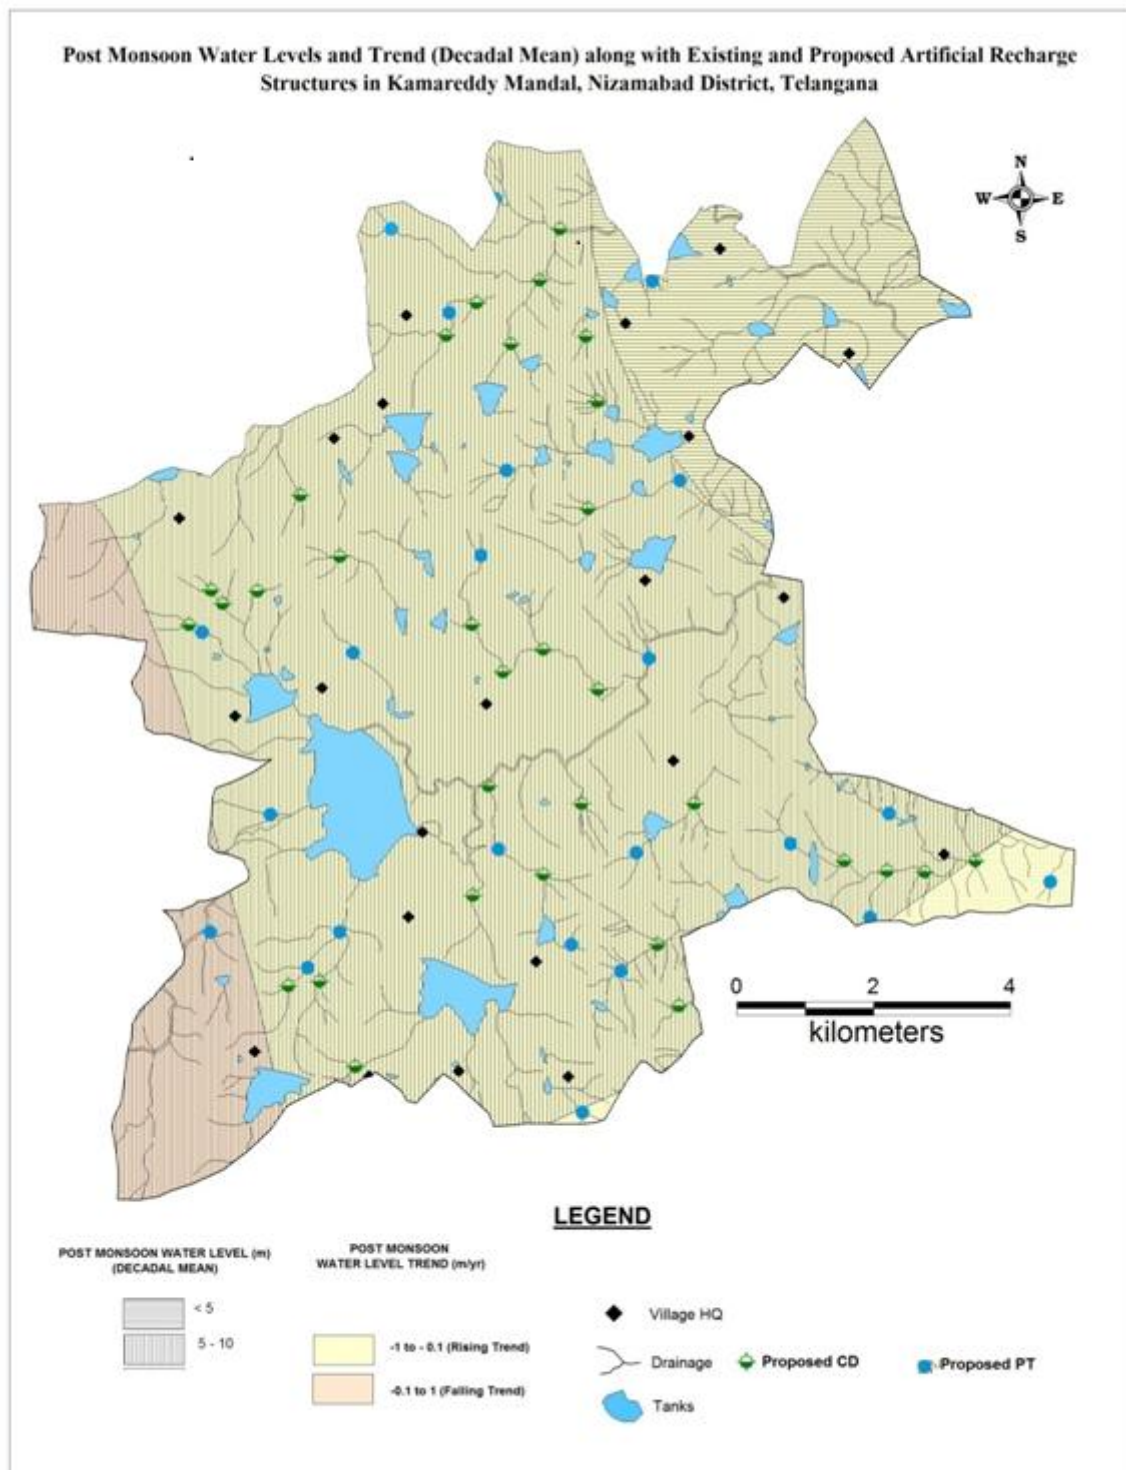 Post Monsoon Water Levels and Trend (Decadal Mean) along with Existing and Proposed Artificial Recharge
Structures in Kamareddy Mandal, Nizamabad District, Telangana
N
W E
S
0 2 4
kilometers
LEGEND
POST MONSOON WATER LEVEL (m)
(DECADAL MEAN)
< 5
5 - 10
POST MONSOON
WATER LEVEL TREND (m/yr)
-1 to - 0.1 (Rising Trend)
-0.1 to 1 (Falling Trend)
Village HQ
Drainage
Proposed CD
Proposed PT
Tanks